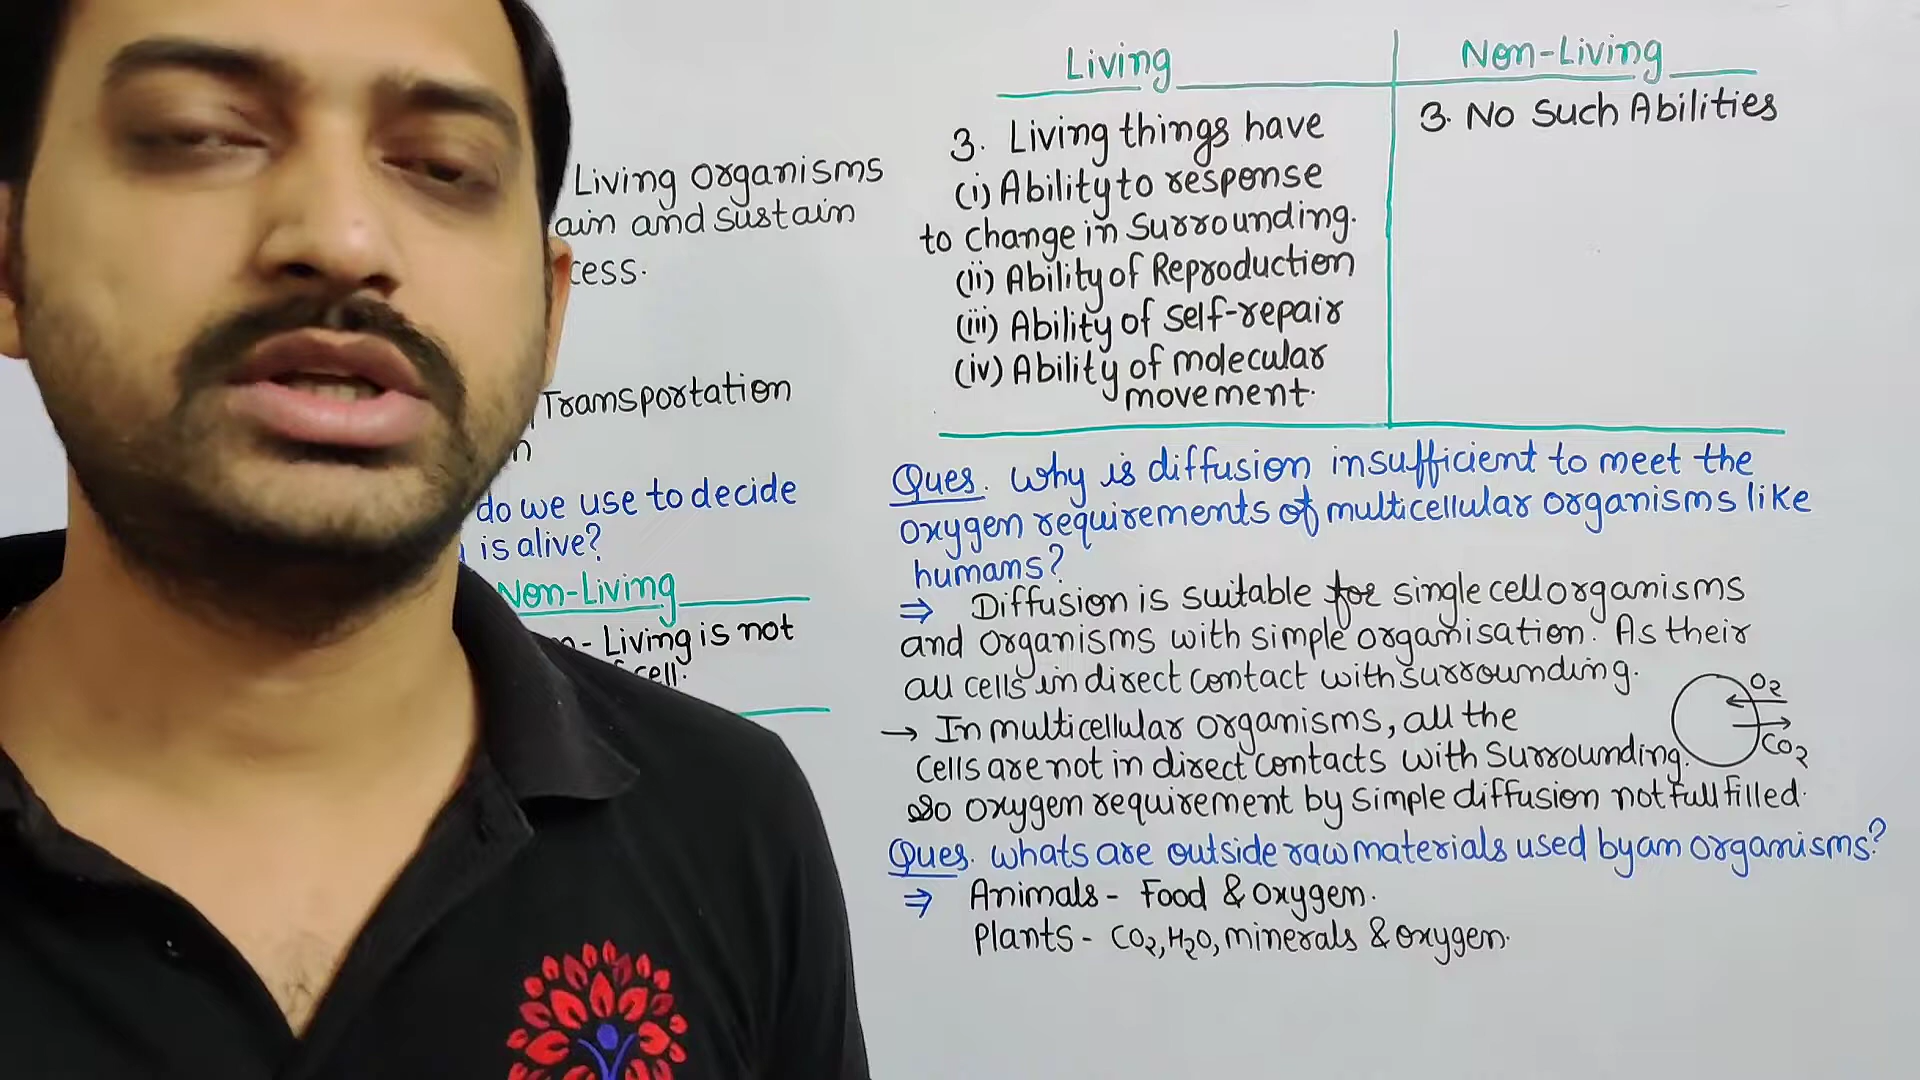 Living organisms
ain and sustain
cess.
Transportation
n
do we use to decide
is alive?
Non-Living
- Living is not
cell.
Living
Non-Living
3. Living things have
(i) Ability to response
to change in surrounding.
(ii) Ability of Reproduction
(iii) Ability of self-repair
(iv) Ability of molecular
movement.
3. No Such Abilities
Ques. Why is diffusion insufficient to meet the
oxygen requirements of multicellular organisms like
humans?
⇒ Diffusion is suitable for single cell organisms
and organisms with simple organisation. As their
all cells in direct contact with surrounding.
O2
CO2
→ In multicellular organisms, all the
cells are not in direct contacts with surrounding.
so oxygen requirement by simple diffusion not full filled.
Ques. Whats are outside raw materials used by an organisms?
⇒ Animals - Food & Oxygen.
Plants - CO2, H2O, minerals & oxygen.